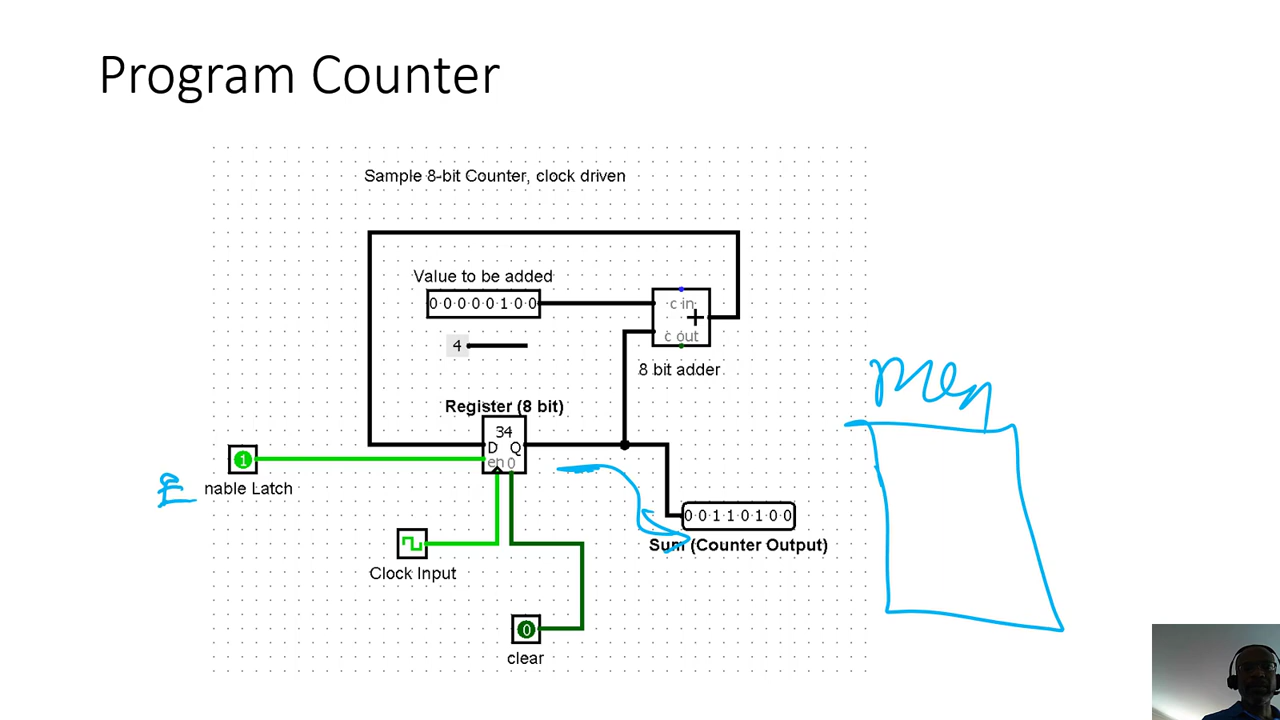 Program Counter
Sample 8-bit Counter, clock driven
Value to be added
0 0 0 0 0 1 0 0
c in
+
c out
4
8 bit adder
Register (8 bit)
34
D Q
en 0
1
E nable Latch
0 0 1 1 0 1 0 0
Sum (Counter Output)
Clock Input
0
clear
mem